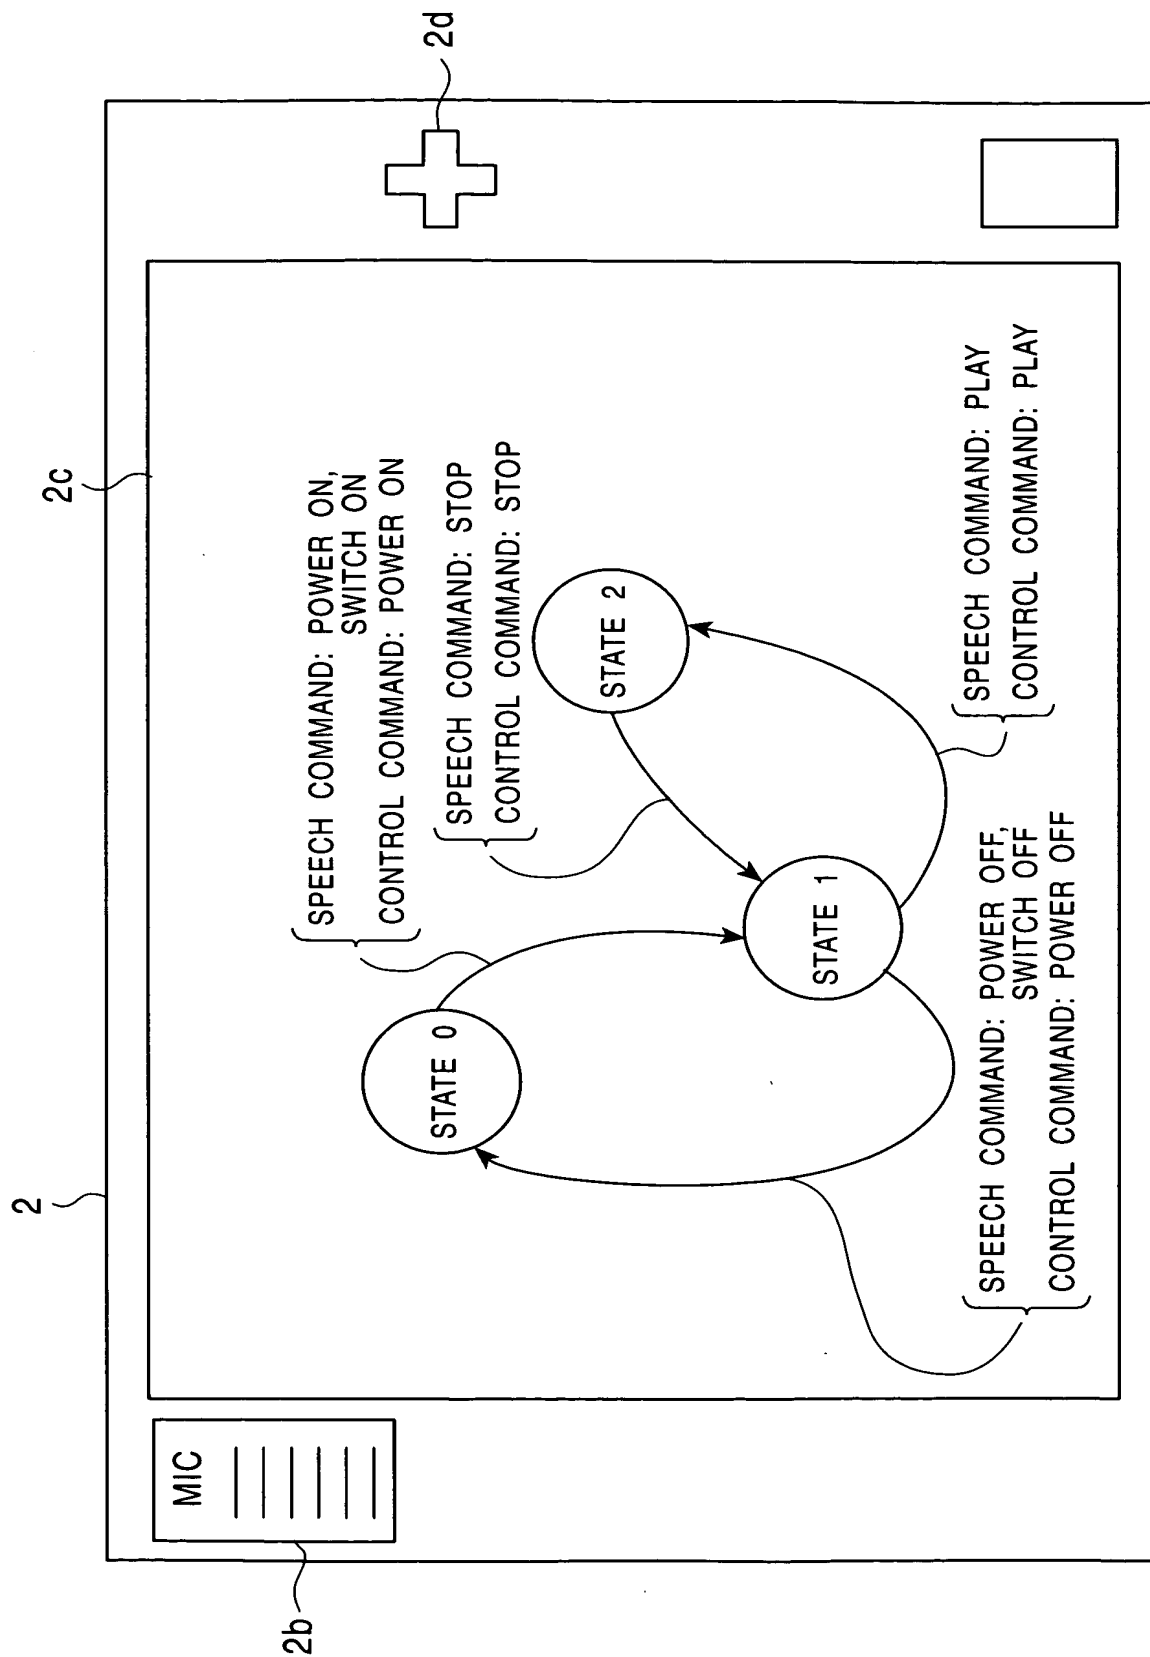 2
2c
2d
2b
MIC
SPEECH COMMAND: POWER ON,
SWITCH ON
CONTROL COMMAND: POWER ON
SPEECH COMMAND: STOP
CONTROL COMMAND: STOP
STATE 0
STATE 2
STATE 1
SPEECH COMMAND: PLAY
CONTROL COMMAND: PLAY
SPEECH COMMAND: POWER OFF,
SWITCH OFF
CONTROL COMMAND: POWER OFF